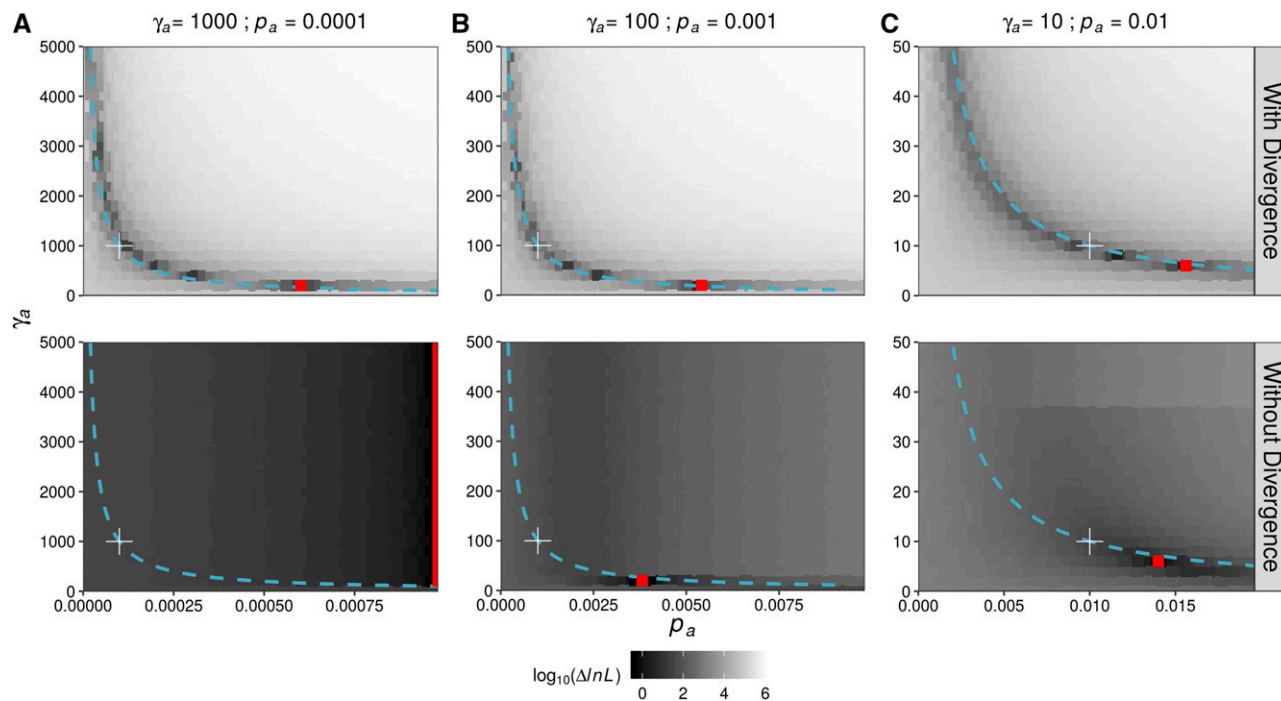 A
γa= 1000 ; pa = 0.0001
B
γa= 100 ; pa = 0.001
C
γa= 10 ; pa = 0.01
5000
4000
3000
2000
1000
0
500
400
300
200
100
0
50
40
30
20
10
0
With Divergence
γa
5000
4000
3000
2000
1000
0
500
400
300
200
100
0
50
40
30
20
10
0
Without Divergence
0.00000 0.00025 0.00050 0.00075
0.0000 0.0025 0.0050 0.0075
0.000 0.005 0.010 0.015
pa
log10(ΔlnL)
0 2 4 6